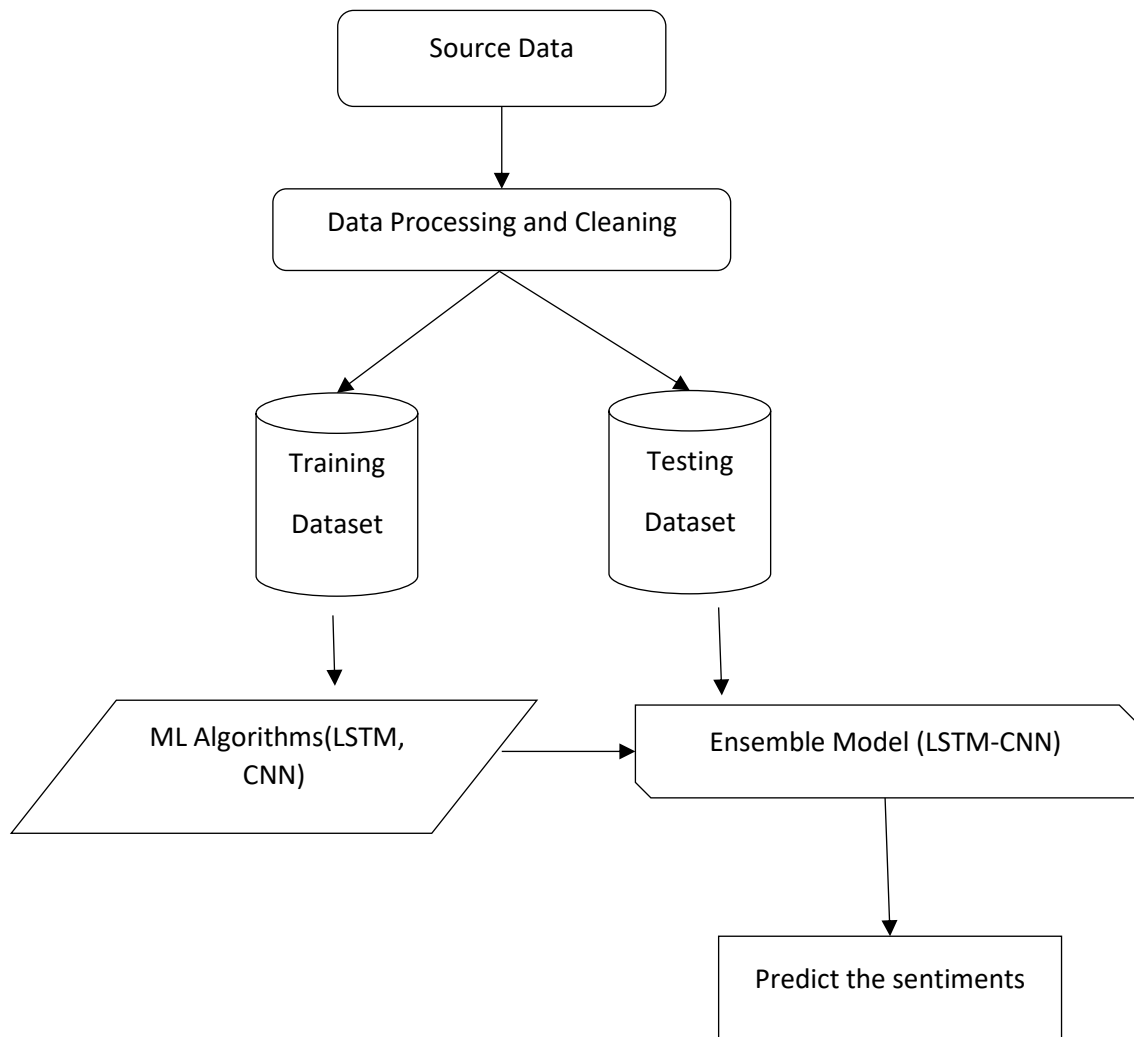 Source Data
Data Processing and Cleaning
Training
Dataset
Testing
Dataset
ML Algorithms(LSTM,
CNN)
Ensemble Model (LSTM-CNN)
Predict the sentiments